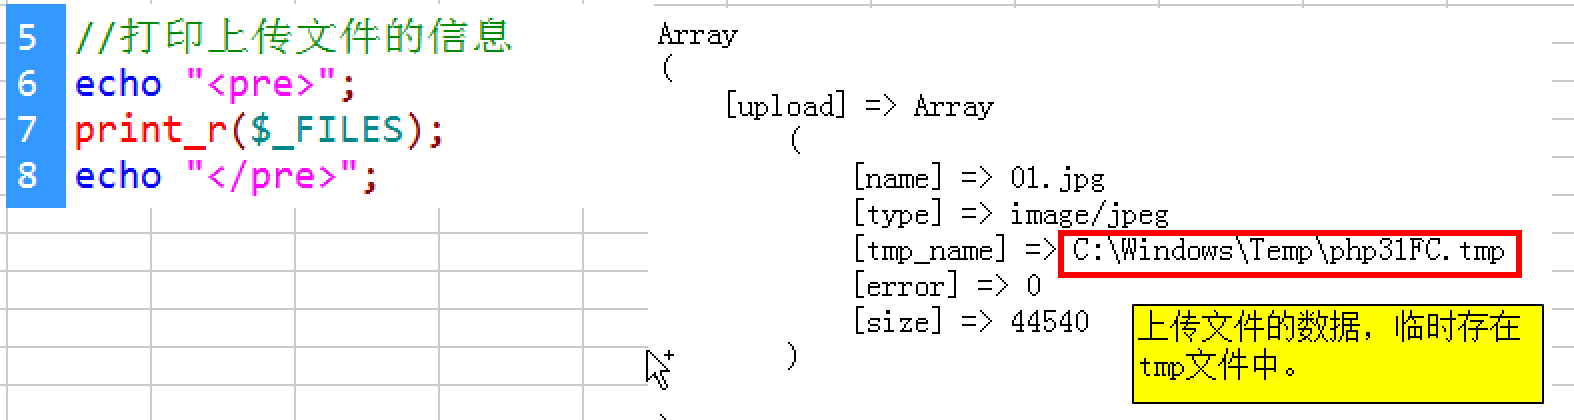 5 //打印上传文件的信息
6 echo "<pre>";
7 print_r($_FILES);
8 echo "</pre>";
Array
(
[upload] => Array
(
[name] => 01.jpg
[type] => image/jpeg
[tmp_name] => C:\Windows\Temp\php31FC.tmp
[error] => 0
[size] => 44540
)
上传文件的数据，临时存在
tmp文件中。